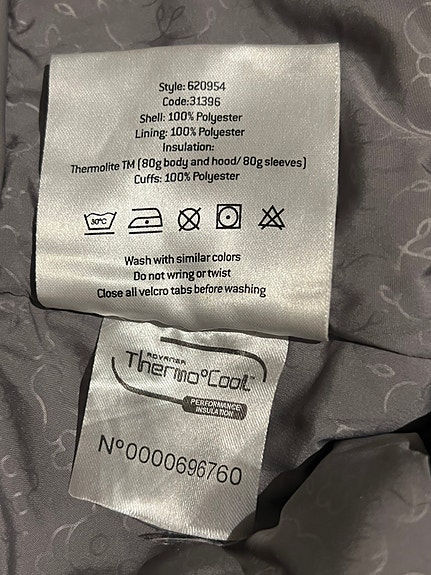 Style: 620954
Code:31396
Shell: 100% Polyester
Lining: 100% Polyester
Insulation:
Thermolite TM (80g body and hood/ 80g sleeves)
Cuffs: 100% Polyester
30°C
Wash with similar colors
Do not wring or twist
Close all velcro tabs before washing
ADVANSA
Thermo°Cool™
PERFORMANCE
INSULATION
N°0000696760